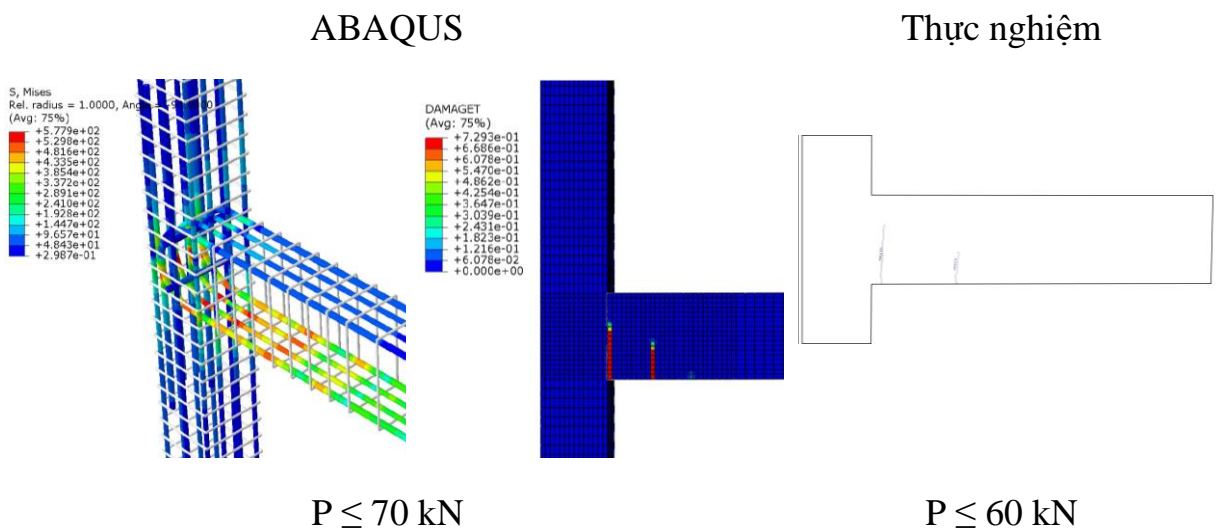 ABAQUS
Thực nghiệm
S, Mises
Rel. radius = 1.0000, Ang
(Avg: 75%)
+5.779e+02
+5.298e+02
+4.816e+02
+4.335e+02
+3.854e+02
+3.372e+02
+2.891e+02
+2.410e+02
+1.928e+02
+1.447e+02
+9.657e+01
+4.843e+01
+2.987e-01
DAMAGET
(Avg: 75%)
+7.293e-01
+6.686e-01
+6.078e-01
+5.470e-01
+4.862e-01
+4.254e-01
+3.647e-01
+3.039e-01
+2.431e-01
+1.823e-01
+1.216e-01
+6.078e-02
+0.000e+00
P ≤ 70 kN
P ≤ 60 kN